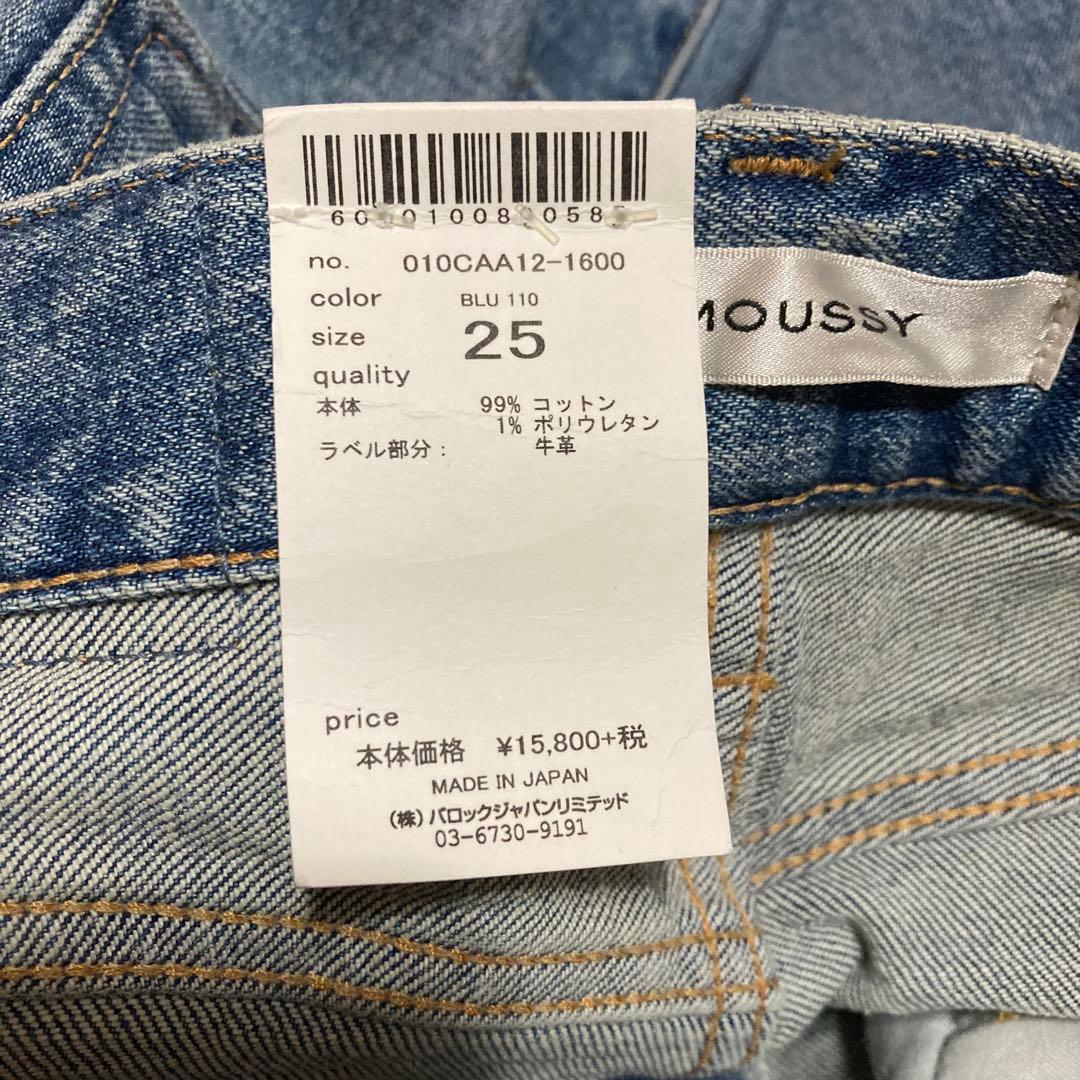 no. 010CAA12-1600
color BLU 110
size 25
quality
本体 99% コットン
1% ポリウレタン
ラベル部分： 牛革
price
本体価格 ¥15,800+税
MADE IN JAPAN
(株)バロックジャパンリミテッド
03-6730-9191
MOUSSY